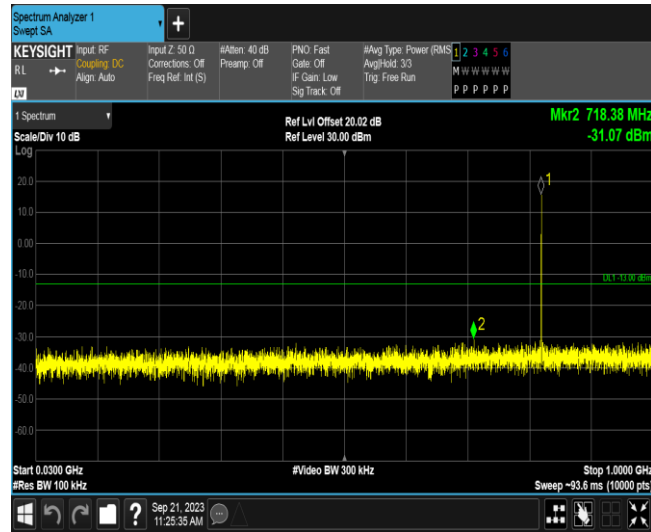 Spectrum Analyzer 1
Swept SA
+
KEYSIGHT
RL
LXI
Input: RF
Coupling: DC
Align: Auto
Input Z: 50 Ω
Corrections: Off
Freq Ref: Int (S)
#Atten: 40 dB
Preamp: Off
PNO: Fast
Gate: Off
IF Gain: Low
Sig Track: Off
#Avg Type: Power (RMS
Avg|Hold: 3/3
Trig: Free Run
1 2 3 4 5 6
M W W W W W
P P P P P P
1 Spectrum
Scale/Div 10 dB
Log
Ref Lvl Offset 20.02 dB
Ref Level 30.00 dBm
Mkr2 718.38 MHz
-31.07 dBm
20.0
1
10.0
0.00
-10.0
DL1 -13.00 dBm
-20.0
2
-30.0
-40.0
-50.0
-60.0
Start 0.0300 GHz
#Video BW 300 kHz
Stop 1.0000 GHz
#Res BW 100 kHz
Sweep ~93.6 ms (10000 pts)
?
Sep 21, 2023
11:25:35 AM